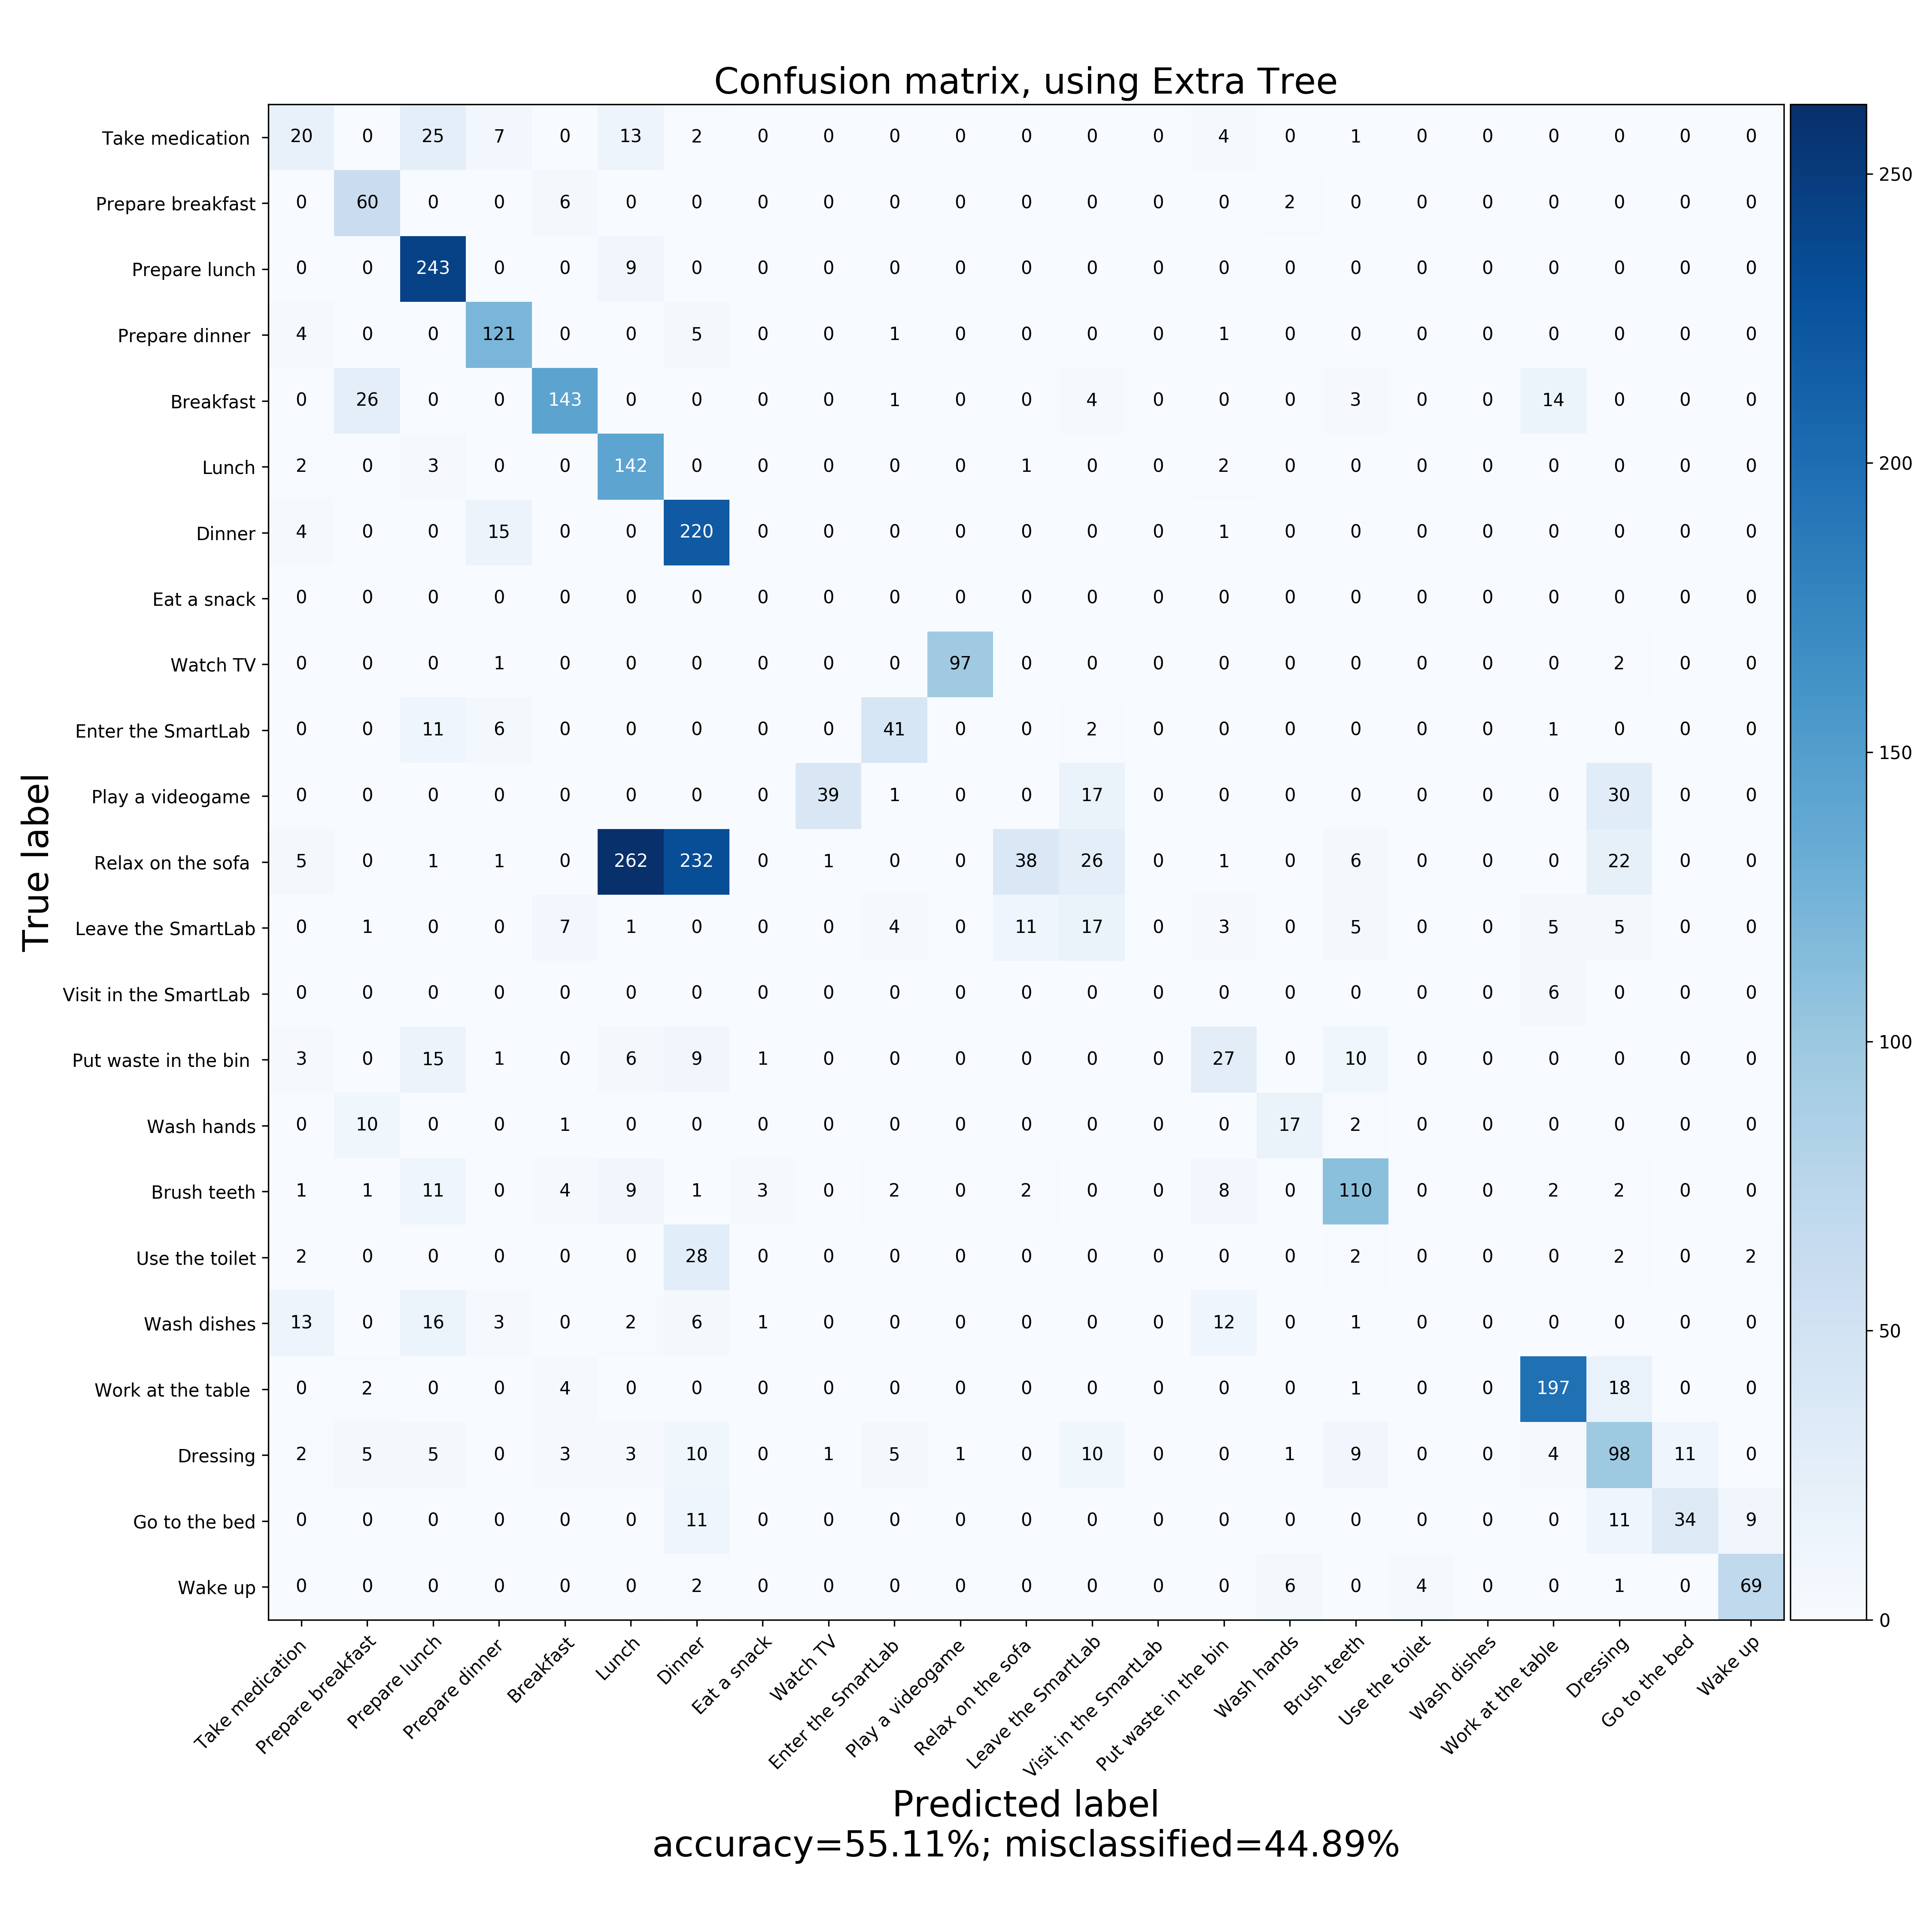 Confusion matrix, using Extra Tree
Take medication 20 0 25 7 0 13 2 0 0 0 0 0 0 0 4 0 1 0 0 0 0 0 0
Prepare breakfast 0 60 0 0 6 0 0 0 0 0 0 0 0 0 0 2 0 0 0 0 0 0 0
Prepare lunch 0 0 243 0 0 9 0 0 0 0 0 0 0 0 0 0 0 0 0 0 0 0 0
Prepare dinner 4 0 0 121 0 0 5 0 0 1 0 0 0 0 1 0 0 0 0 0 0 0 0
Breakfast 0 26 0 0 143 0 0 0 0 1 0 0 4 0 0 0 3 0 0 14 0 0 0
Lunch 2 0 3 0 0 142 0 0 0 0 0 1 0 0 2 0 0 0 0 0 0 0 0
Dinner 4 0 0 15 0 0 220 0 0 0 0 0 0 0 1 0 0 0 0 0 0 0 0
Eat a snack 0 0 0 0 0 0 0 0 0 0 0 0 0 0 0 0 0 0 0 0 0 0 0
Watch TV 0 0 0 1 0 0 0 0 0 0 97 0 0 0 0 0 0 0 0 0 2 0 0
Enter the SmartLab 0 0 11 6 0 0 0 0 0 41 0 0 2 0 0 0 0 0 0 1 0 0 0
Play a videogame 0 0 0 0 0 0 0 0 39 1 0 0 17 0 0 0 0 0 0 0 30 0 0
Relax on the sofa 5 0 1 1 0 262 232 0 1 0 0 38 26 0 1 0 6 0 0 0 22 0 0
Leave the SmartLab 0 1 0 0 7 1 0 0 0 4 0 11 17 0 3 0 5 0 0 5 5 0 0
Visit in the SmartLab 0 0 0 0 0 0 0 0 0 0 0 0 0 0 0 0 0 0 0 6 0 0 0
Put waste in the bin 3 0 15 1 0 6 9 1 0 0 0 0 0 0 27 0 10 0 0 0 0 0 0
Wash hands 0 10 0 0 1 0 0 0 0 0 0 0 0 0 0 17 2 0 0 0 0 0 0
Brush teeth 1 1 11 0 4 9 1 3 0 2 0 2 0 0 8 0 110 0 0 2 2 0 0
Use the toilet 2 0 0 0 0 0 28 0 0 0 0 0 0 0 0 0 2 0 0 0 2 0 2
Wash dishes 13 0 16 3 0 2 6 1 0 0 0 0 0 0 12 0 1 0 0 0 0 0 0
Work at the table 0 2 0 0 4 0 0 0 0 0 0 0 0 0 0 0 1 0 0 197 18 0 0
Dressing 2 5 5 0 3 3 10 0 1 5 1 0 10 0 0 1 9 0 0 4 98 11 0
Go to the bed 0 0 0 0 0 0 11 0 0 0 0 0 0 0 0 0 0 0 0 0 11 34 9
Wake up 0 0 0 0 0 0 2 0 0 0 0 0 0 0 0 6 0 4 0 0 1 0 69
True label
250
200
150
100
50
0
Take medication
Prepare breakfast
Prepare lunch
Prepare dinner
Breakfast
Lunch
Dinner
Eat a snack
Watch TV
Enter the SmartLab
Play a videogame
Relax on the sofa
Leave the SmartLab
Visit in the SmartLab
Put waste in the bin
Wash hands
Brush teeth
Use the toilet
Wash dishes
Work at the table
Dressing
Go to the bed
Wake up
Predicted label
accuracy=55.11%; misclassified=44.89%